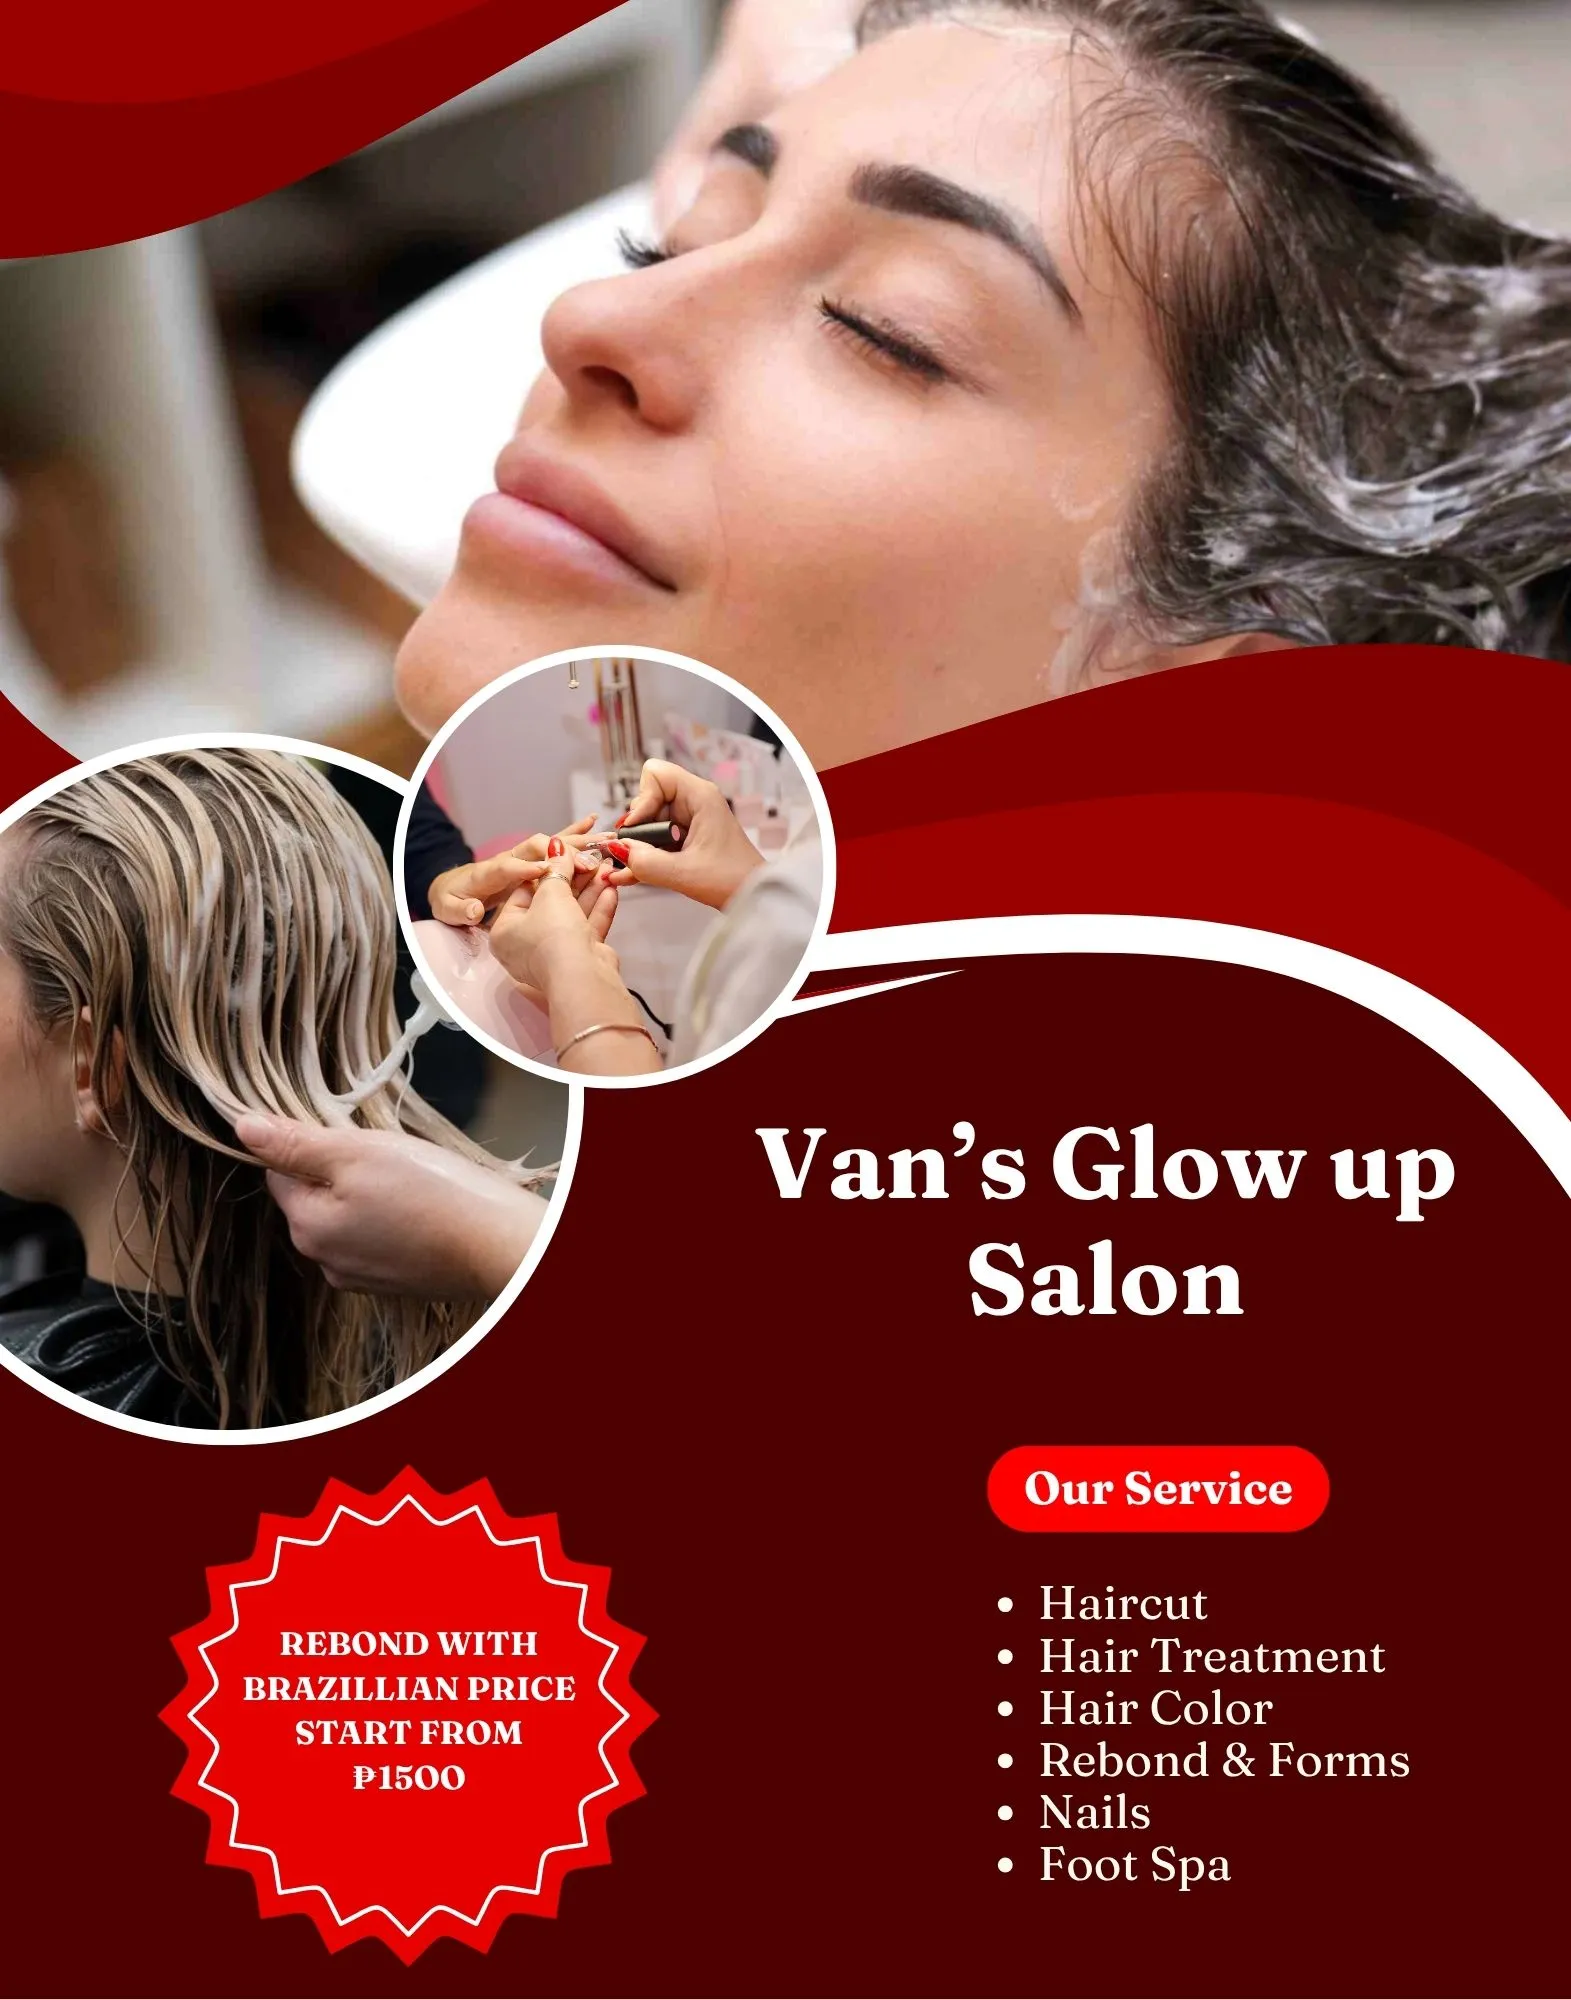 Van's Glow up
Salon
Our Service
• Haircut
• Hair Treatment
• Hair Color
• Rebond & Forms
• Nails
• Foot Spa
REBOND WITH
BRAZILLIAN PRICE
START FROM
₱1500